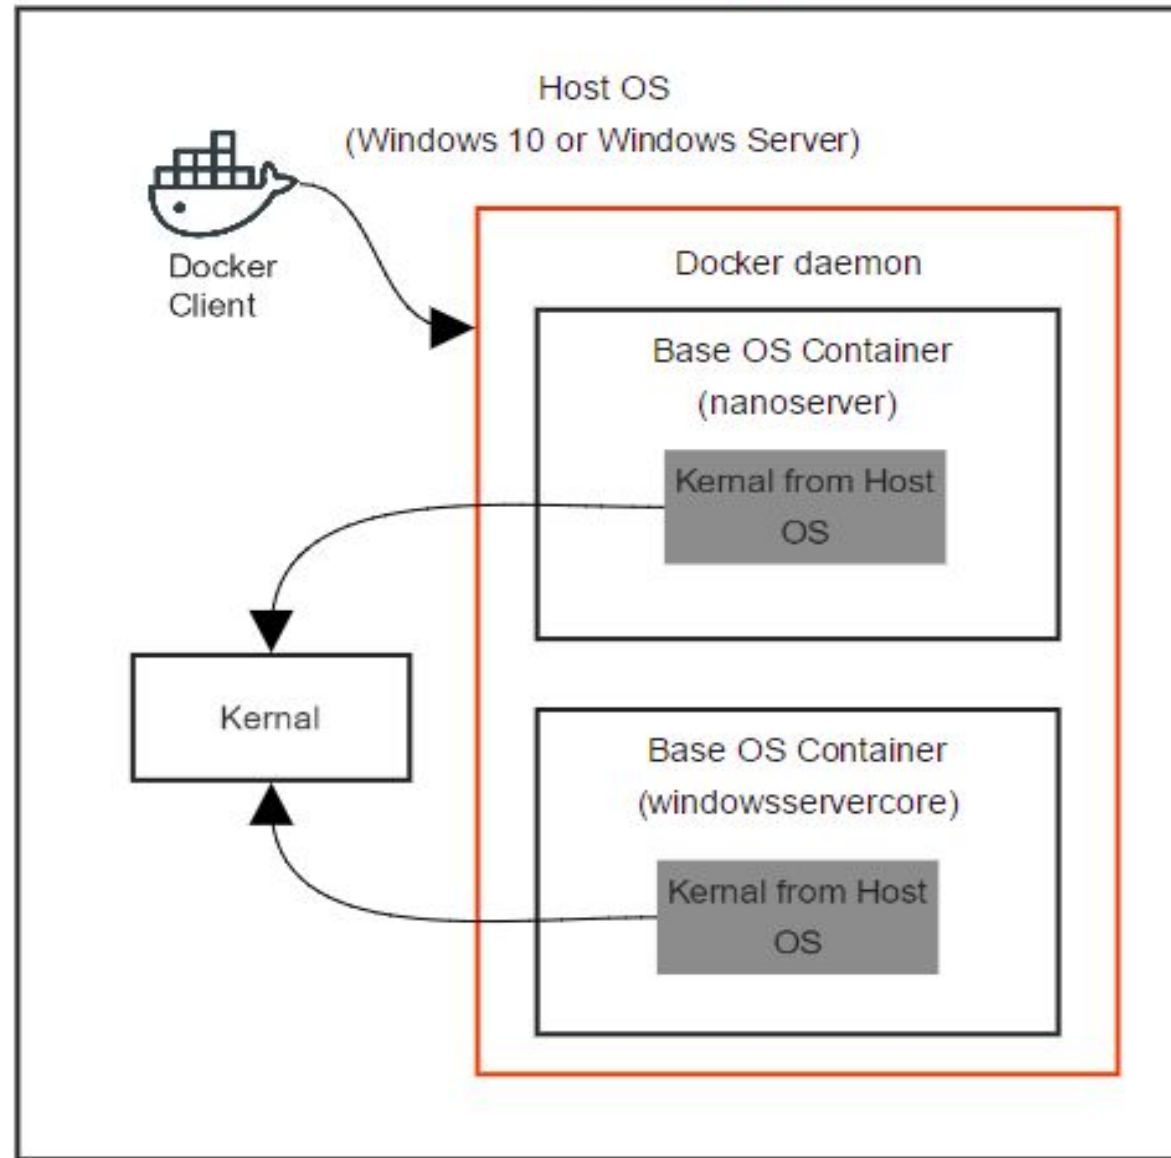 Host OS
(Windows 10 or Windows Server)
Docker
Client
Docker daemon
Base OS Container
(nanoserver)
Kernal from Host
OS
Kernal
Base OS Container
(windowsservercore)
Kernal from Host
OS